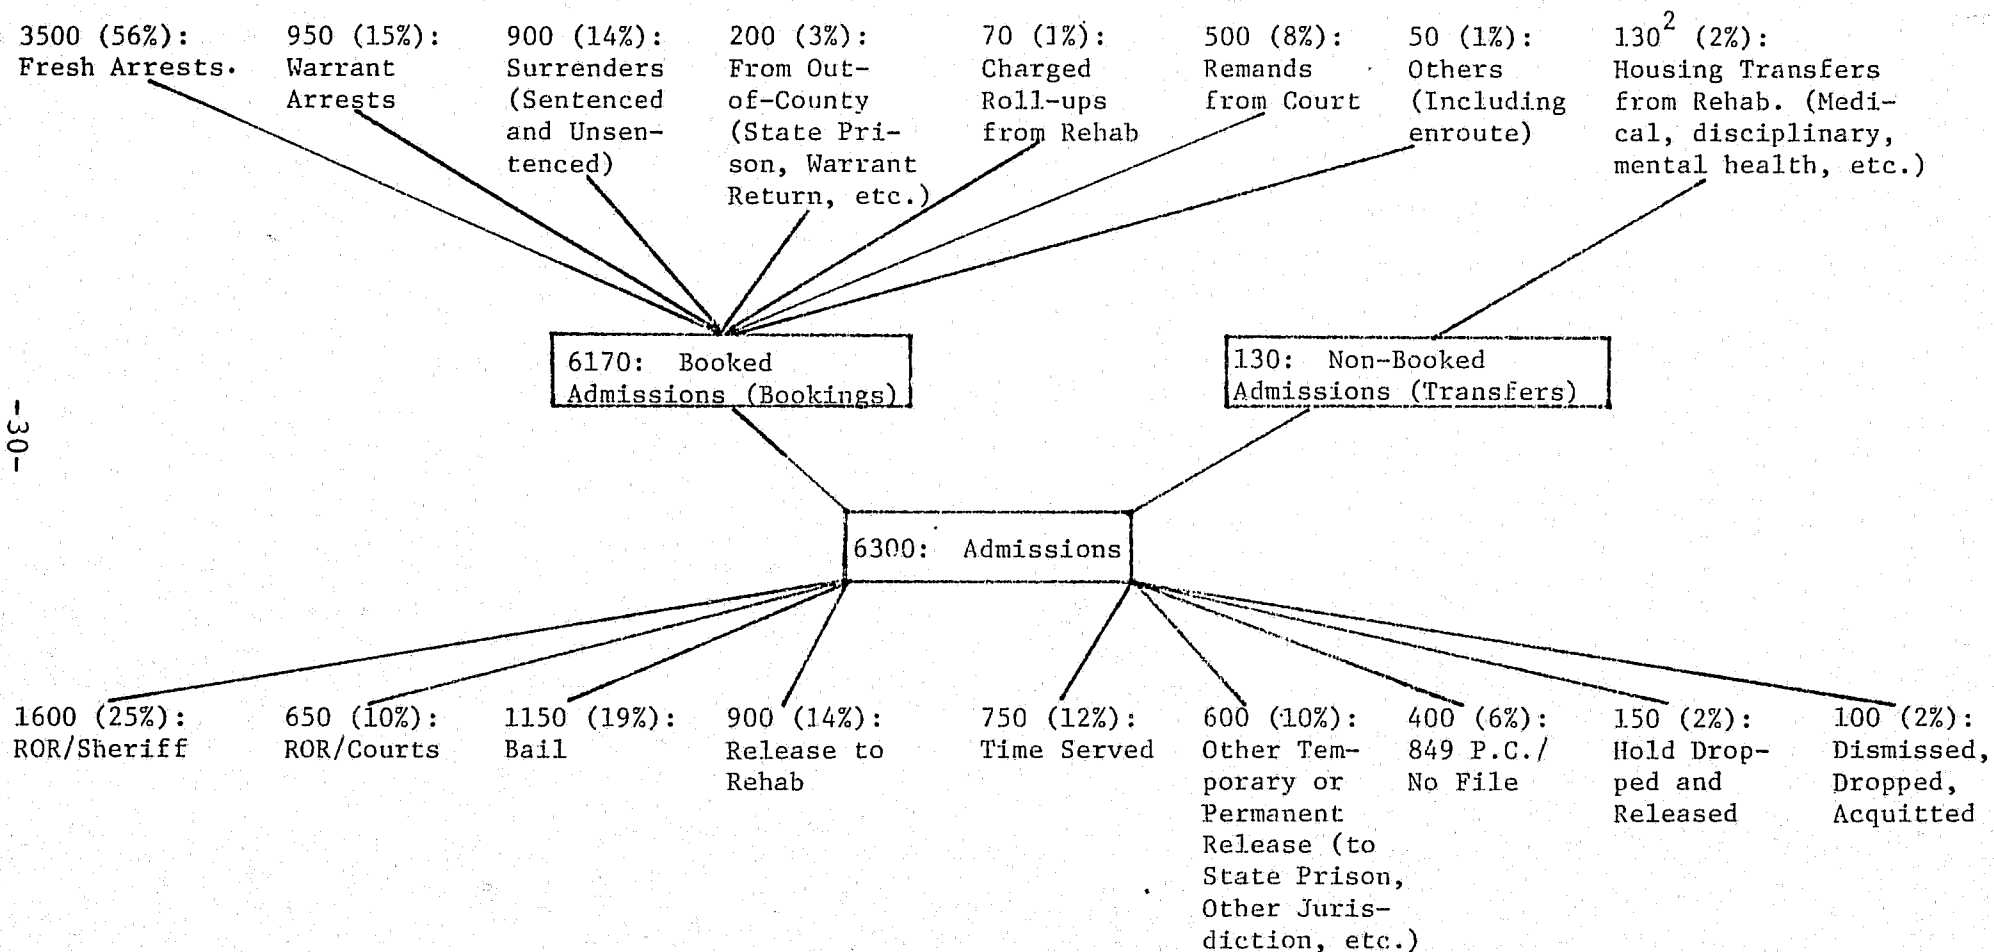 3500 (56%):
Fresh Arrests.
950 (15%):
Warrant
Arrests
900 (14%):
Surrenders
(Sentenced
and Unsen-
tenced)
200 (3%):
From Out-
of-County
(State Pri-
son, Warrant
Return, etc.)
70 (1%):
Charged
Roll-ups
from Rehab
500 (8%):
Remands
from Court
50 (1%):
Others
(Including
enroute)
130² (2%):
Housing Transfers
from Rehab. (Medi-
cal, disciplinary,
mental health, etc.)
6170: Booked
Admissions (Bookings)
130: Non-Booked
Admissions (Transfers)
-30-
6300: Admissions
1600 (25%):
ROR/Sheriff
650 (10%):
ROR/Courts
1150 (19%):
Bail
900 (14%):
Release to
Rehab
750 (12%):
Time Served
600 (10%):
Other Tem-
porary or
Permanent
Release (to
State Prison,
Other Juris-
diction, etc.)
400 (6%):
849 P.C./
No File
150 (2%):
Hold Drop-
ped and
Released
100 (2%):
Dismissed,
Dropped,
Acquitted